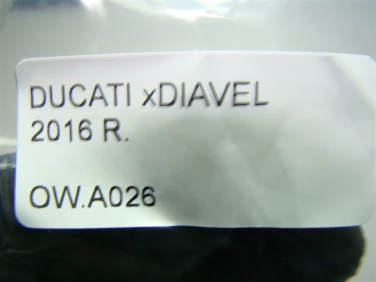 DUCATI xDIAVEL
2016 R.
OW.A026